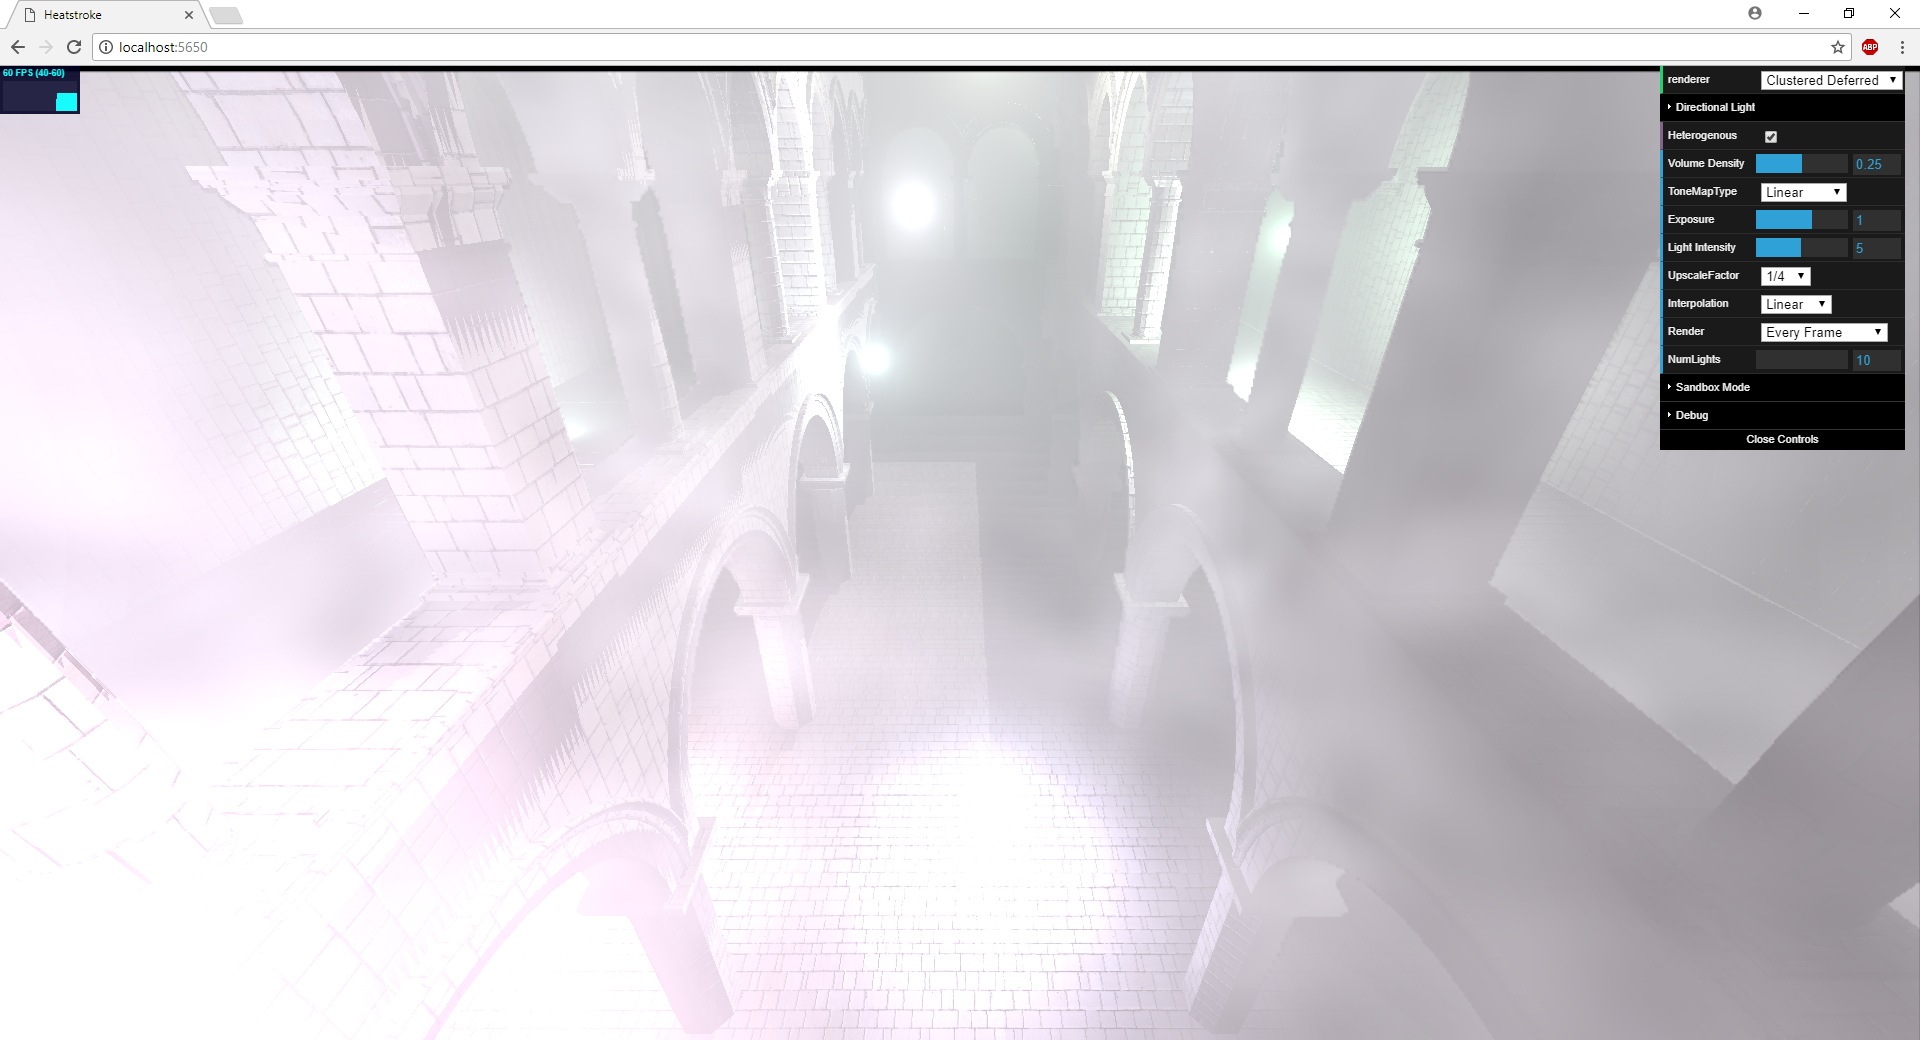 Heatstroke
localhost:5650
ABP
60 FPS (40-60)
renderer Clustered Deferred
Directional Light
Heterogenous
Volume Density 0.25
ToneMapType Linear
Exposure 1
Light Intensity 5
UpscaleFactor 1/4
Interpolation Linear
Render Every Frame
NumLights 10
Sandbox Mode
Debug
Close Controls